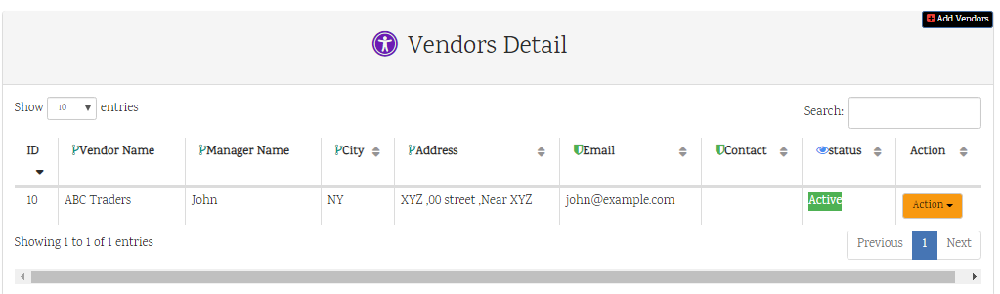 Add Vendors
Vendors Detail
Show 10 entries
Search:
ID Vendor Name Manager Name City Address Email Contact status Action
10 ABC Traders John NY XYZ ,00 street ,Near XYZ john@example.com Active Action
Showing 1 to 1 of 1 entries
Previous 1 Next